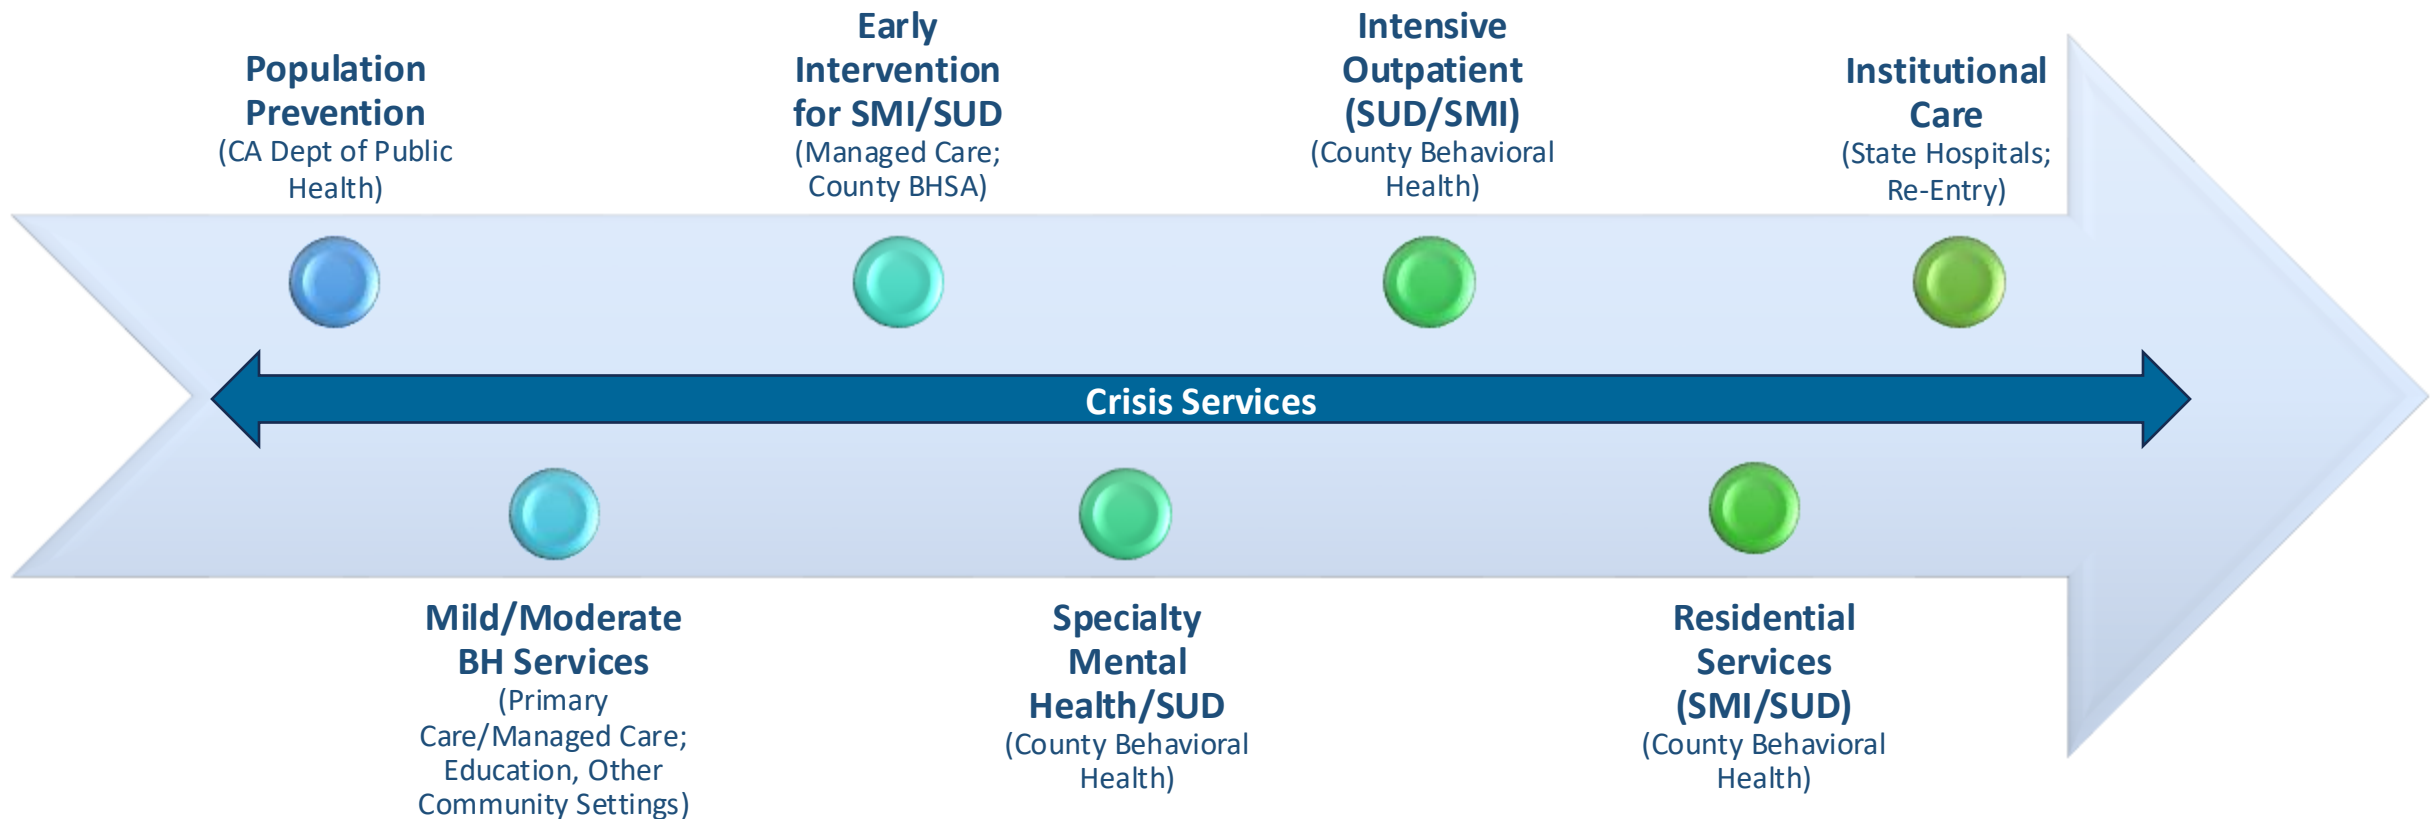 Population
Prevention
(CA Dept of Public
Health)
Early
Intervention
for SMI/SUD
(Managed Care;
County BHSA)
Intensive
Outpatient
(SUD/SMI)
(County Behavioral
Health)
Institutional
Care
(State Hospitals;
Re-Entry)
Crisis Services
Mild/Moderate
BH Services
(Primary
Care/Managed Care;
Education, Other
Community Settings)
Specialty
Mental
Health/SUD
(County Behavioral
Health)
Residential
Services
(SMI/SUD)
(County Behavioral
Health)